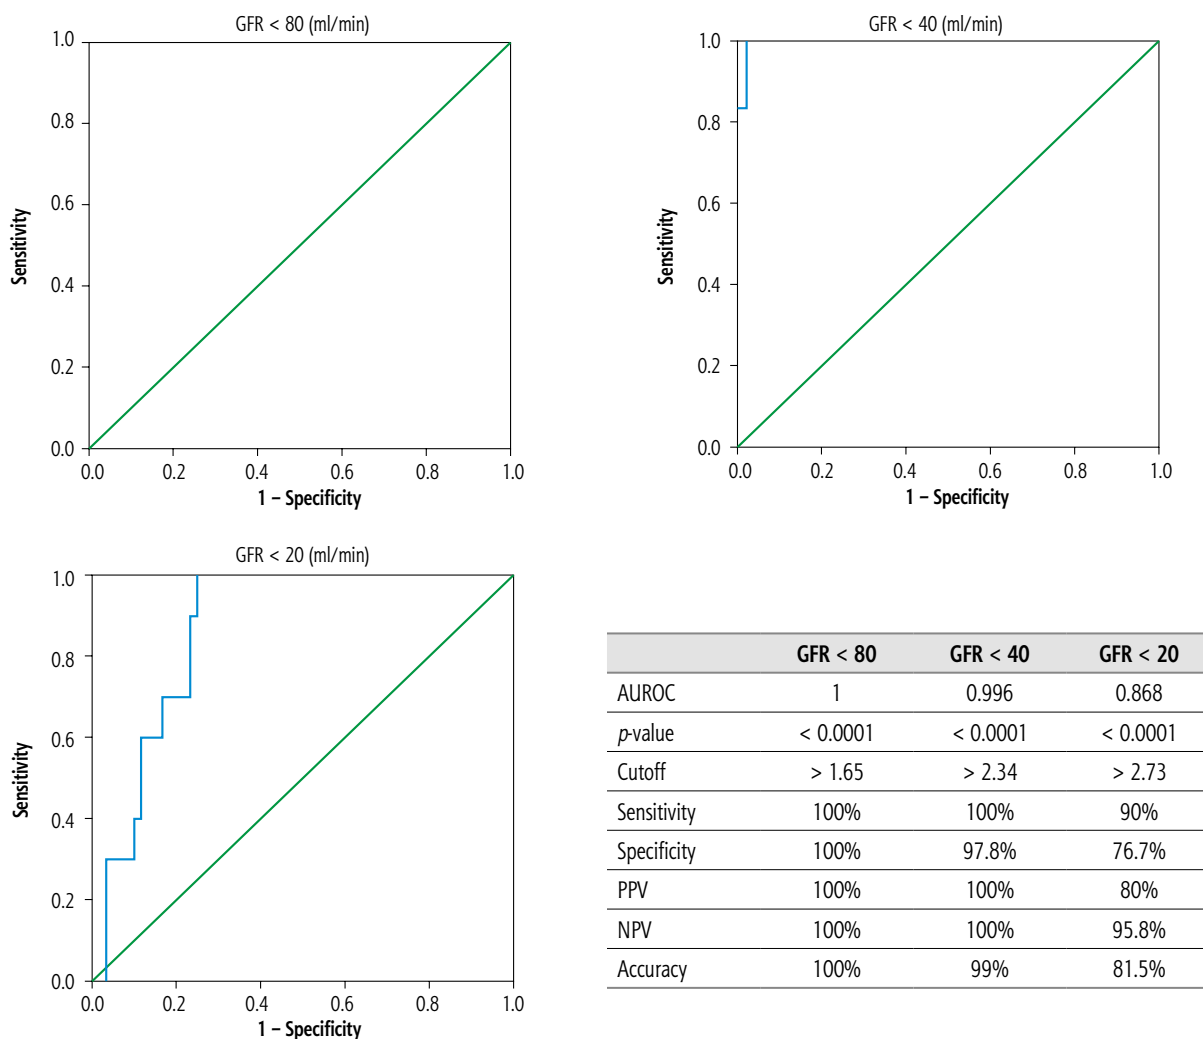 GFR < 80 (ml/min)
1.0
0.8
0.6
0.4
0.2
0.0
Sensitivity
0.0 0.2 0.4 0.6 0.8 1.0
1 – Specificity
GFR < 40 (ml/min)
1.0
0.8
0.6
0.4
0.2
0.0
Sensitivity
0.0 0.2 0.4 0.6 0.8 1.0
1 – Specificity
GFR < 20 (ml/min)
1.0
0.8
0.6
0.4
0.2
0.0
Sensitivity
0.0 0.2 0.4 0.6 0.8 1.0
1 – Specificity
GFR < 80 GFR < 40 GFR < 20
AUROC 1 0.996 0.868
p-value < 0.0001 < 0.0001 < 0.0001
Cutoff > 1.65 > 2.34 > 2.73
Sensitivity 100% 100% 90%
Specificity 100% 97.8% 76.7%
PPV 100% 100% 80%
NPV 100% 100% 95.8%
Accuracy 100% 99% 81.5%